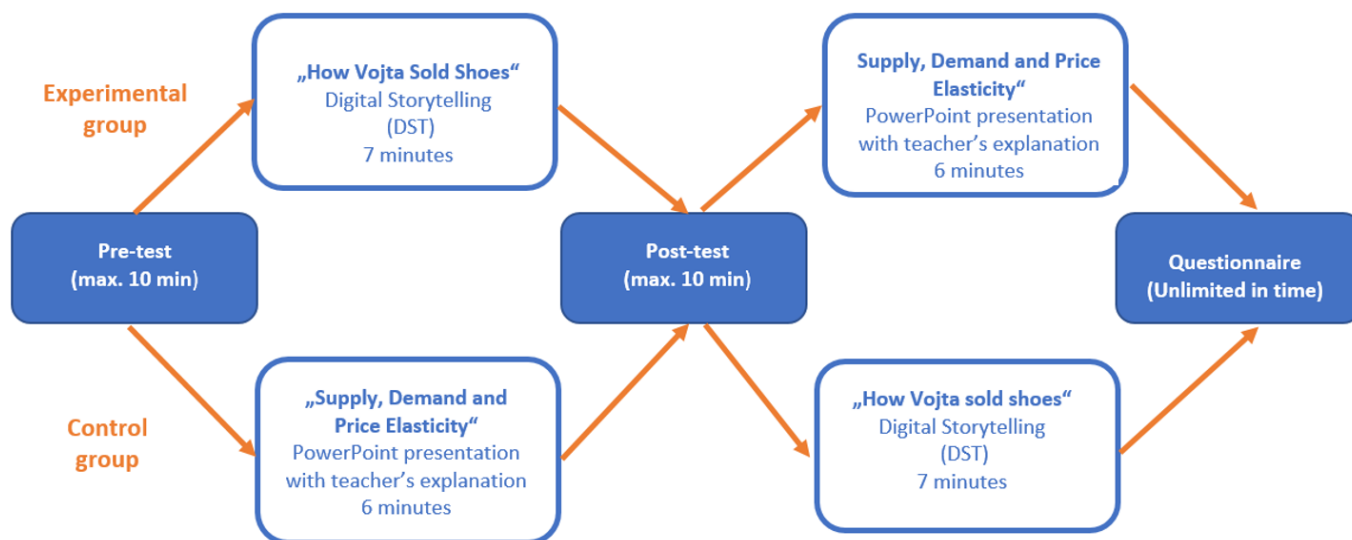 Experimental
group
„How Vojta Sold Shoes“
Digital Storytelling
(DST)
7 minutes
Supply, Demand and Price
Elasticity“
PowerPoint presentation
with teacher’s explanation
6 minutes
Pre-test
(max. 10 min)
Post-test
(max. 10 min)
Questionnaire
(Unlimited in time)
Control
group
„Supply, Demand and
Price Elasticity“
PowerPoint presentation
with teacher’s explanation
6 minutes
„How Vojta sold shoes“
Digital Storytelling
(DST)
7 minutes